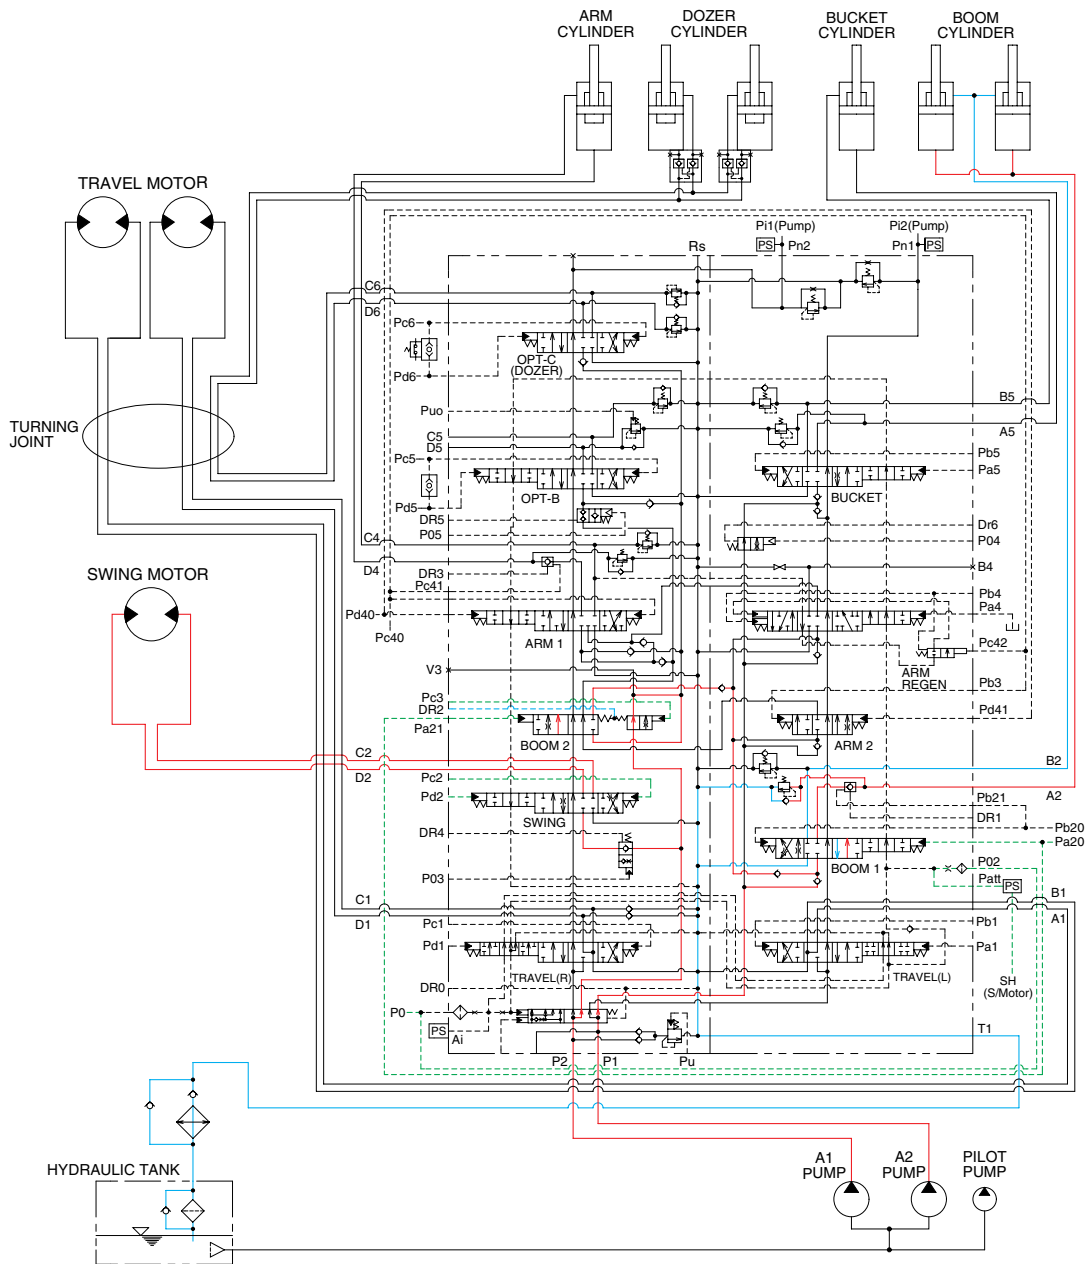 ARM
CYLINDER
DOZER
CYLINDER
BUCKET
CYLINDER
BOOM
CYLINDER
TRAVEL MOTOR
Pi1(Pump)
Pi2(Pump)
PS
Pn2
Pn1
PS
Rs
C6
D6
Pc6
OPT-C
(DOZER)
Pd6
Puo
B5
TURNING
JOINT
C5
D5
A5
Pc5
Pb5
Pa5
OPT-B
BUCKET
Pd5
DR5
P05
Dr6
P04
C4
D4
B4
DR3
Pc41
Pb4
Pa4
SWING MOTOR
Pd40
Pc40
ARM 1
Pc42
ARM
REGEN
V3
Pb3
Pc3
DR2
Pd41
Pa21
BOOM 2
ARM 2
C2
D2
B2
Pc2
Pd2
A2
Pb21
DR1
SWING
DR4
Pb20
Pa20
BOOM 1
P02
P03
Patt
PS
C1
D1
B1
A1
Pc1
Pb1
Pd1
Pa1
TRAVEL(R)
TRAVEL(L)
SH
(S/Motor)
DR0
P0
PS
Ai
T1
P2
P1
Pu
HYDRAULIC TANK
A1
PUMP
A2
PUMP
PILOT
PUMP